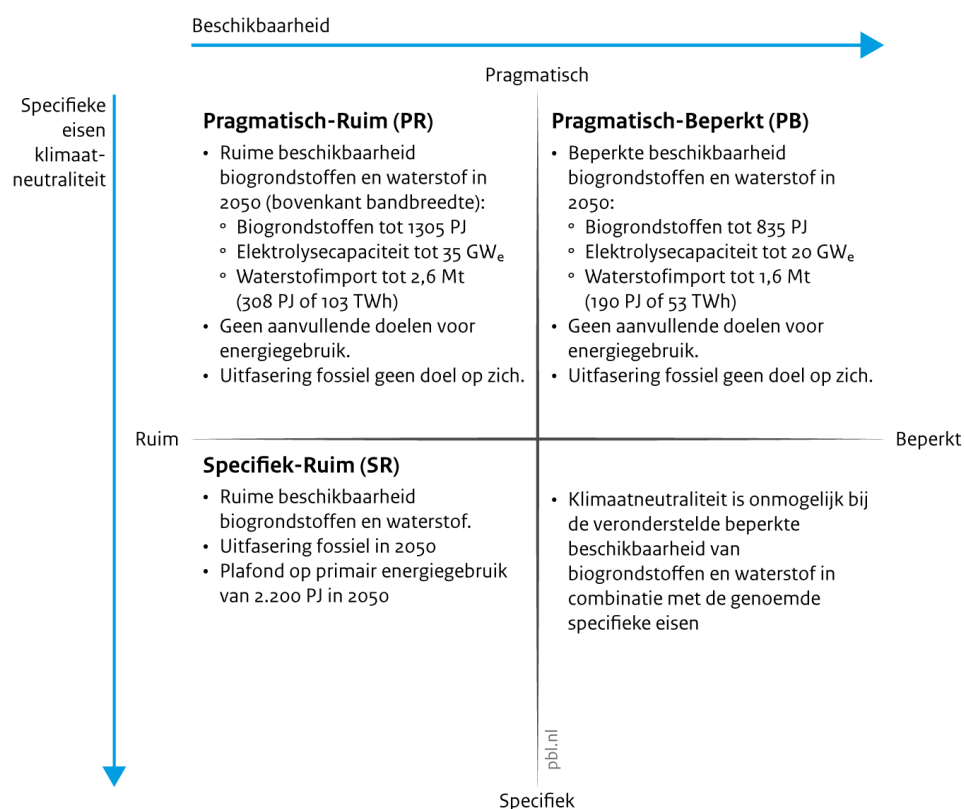 Beschikbaarheid
Pragmatisch
Specifieke
eisen
klimaat-
neutraliteit
Pragmatisch-Ruim (PR)
• Ruime beschikbaarheid
biogrondstoffen en waterstof in
2050 (bovenkant bandbreedte):
° Biogrondstoffen tot 1305 PJ
° Elektrolysecapaciteit tot 35 GWₑ
° Waterstofimport tot 2,6 Mt
(308 PJ of 103 TWh)
• Geen aanvullende doelen voor
energiegebruik.
• Uitfasering fossiel geen doel op zich.
Pragmatisch-Beperkt (PB)
• Beperkte beschikbaarheid
biogrondstoffen en waterstof in
2050:
° Biogrondstoffen tot 835 PJ
° Elektrolysecapaciteit tot 20 GWₑ
° Waterstofimport tot 1,6 Mt
(190 PJ of 53 TWh)
• Geen aanvullende doelen voor
energiegebruik.
• Uitfasering fossiel geen doel op zich.
Ruim
Beperkt
Specifiek-Ruim (SR)
• Ruime beschikbaarheid
biogrondstoffen en waterstof.
• Uitfasering fossiel in 2050
• Plafond op primair energiegebruik
van 2.200 PJ in 2050
• Klimaatneutraliteit is onmogelijk bij
de veronderstelde beperkte
beschikbaarheid van
biogrondstoffen en waterstof in
combinatie met de genoemde
specifieke eisen
pbl.nl
Specifiek